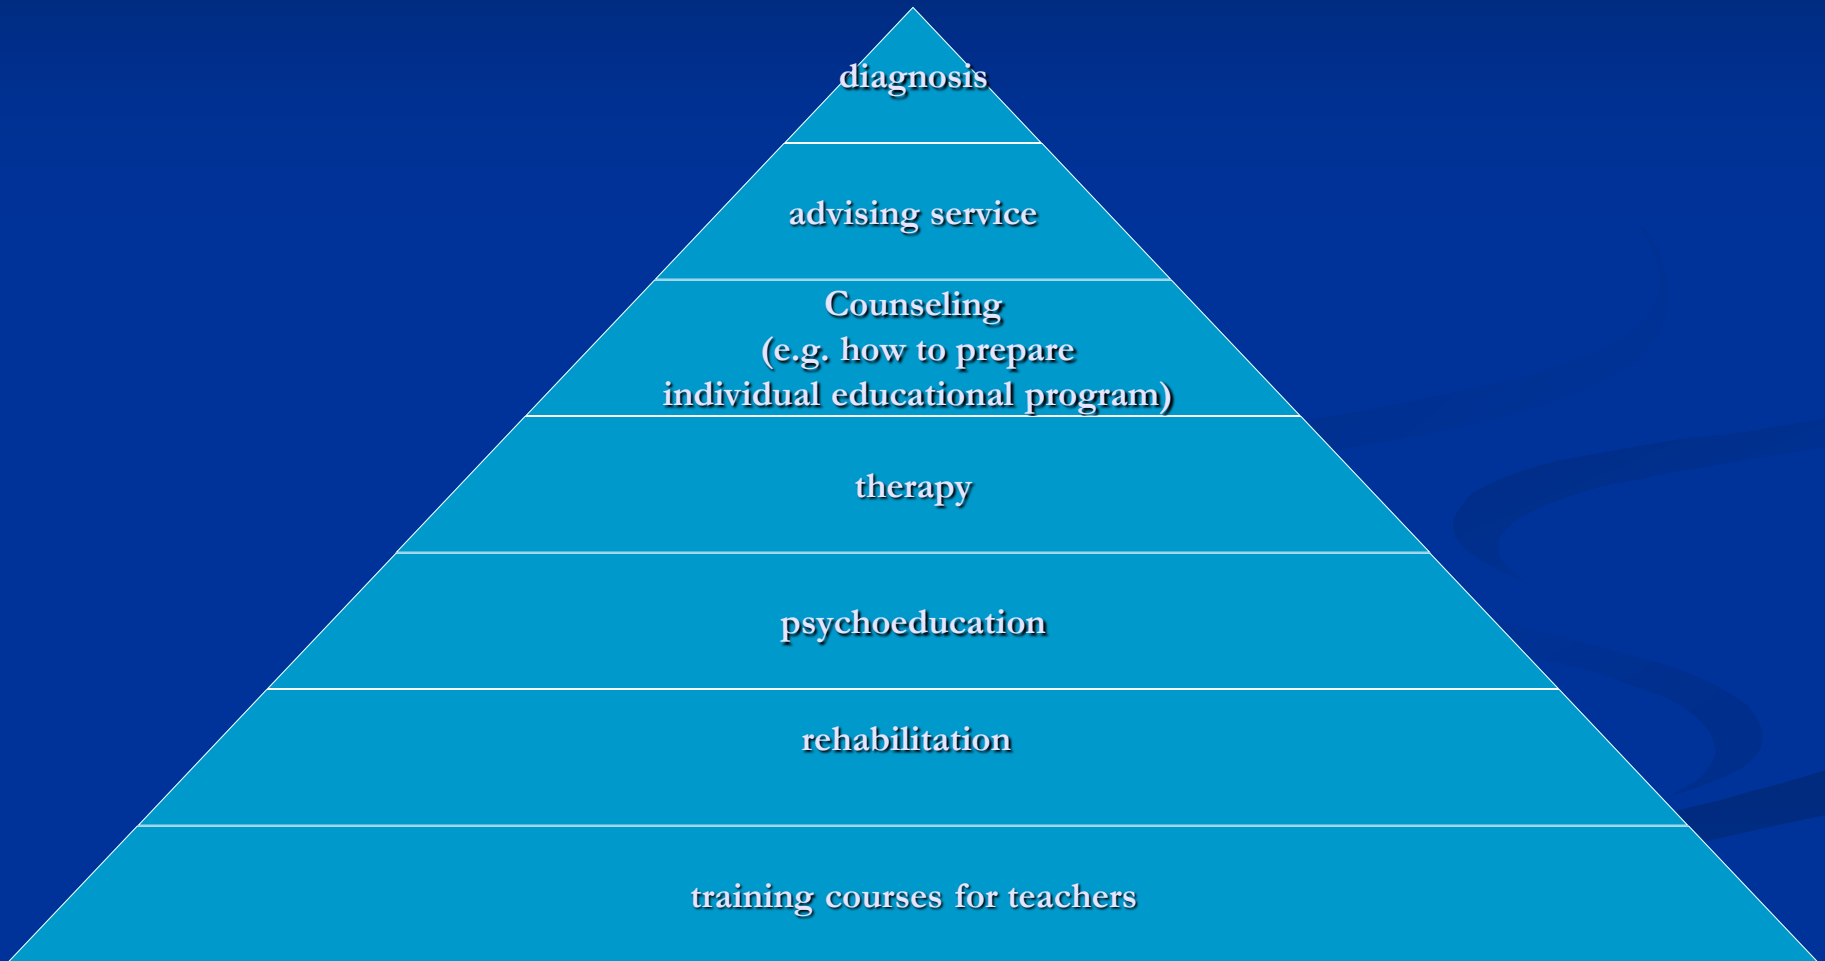 diagnosis
advising service
Counseling
(e.g. how to prepare
individual educational program)
therapy
psychoeducation
rehabilitation
training courses for teachers